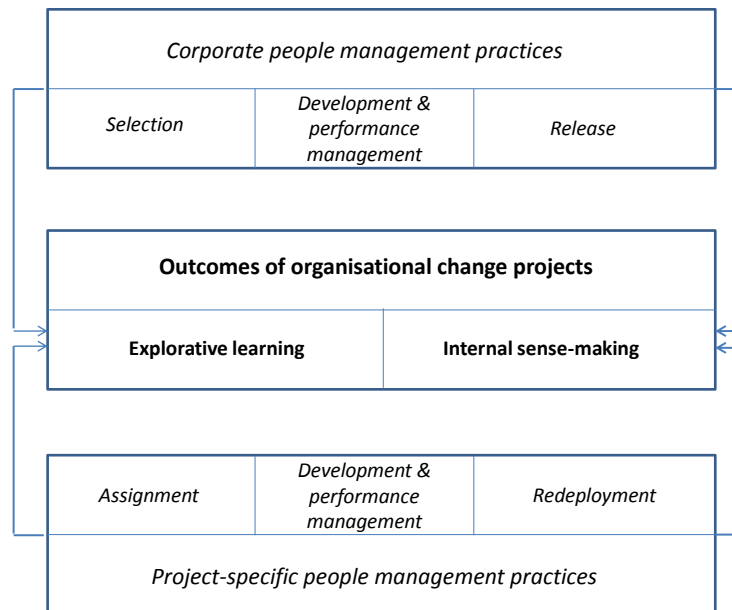 Corporate people management practices
Selection
Development &
performance
management
Release
Outcomes of organisational change projects
Explorative learning
Internal sense-making
Assignment
Development &
performance
management
Redeployment
Project-specific people management practices